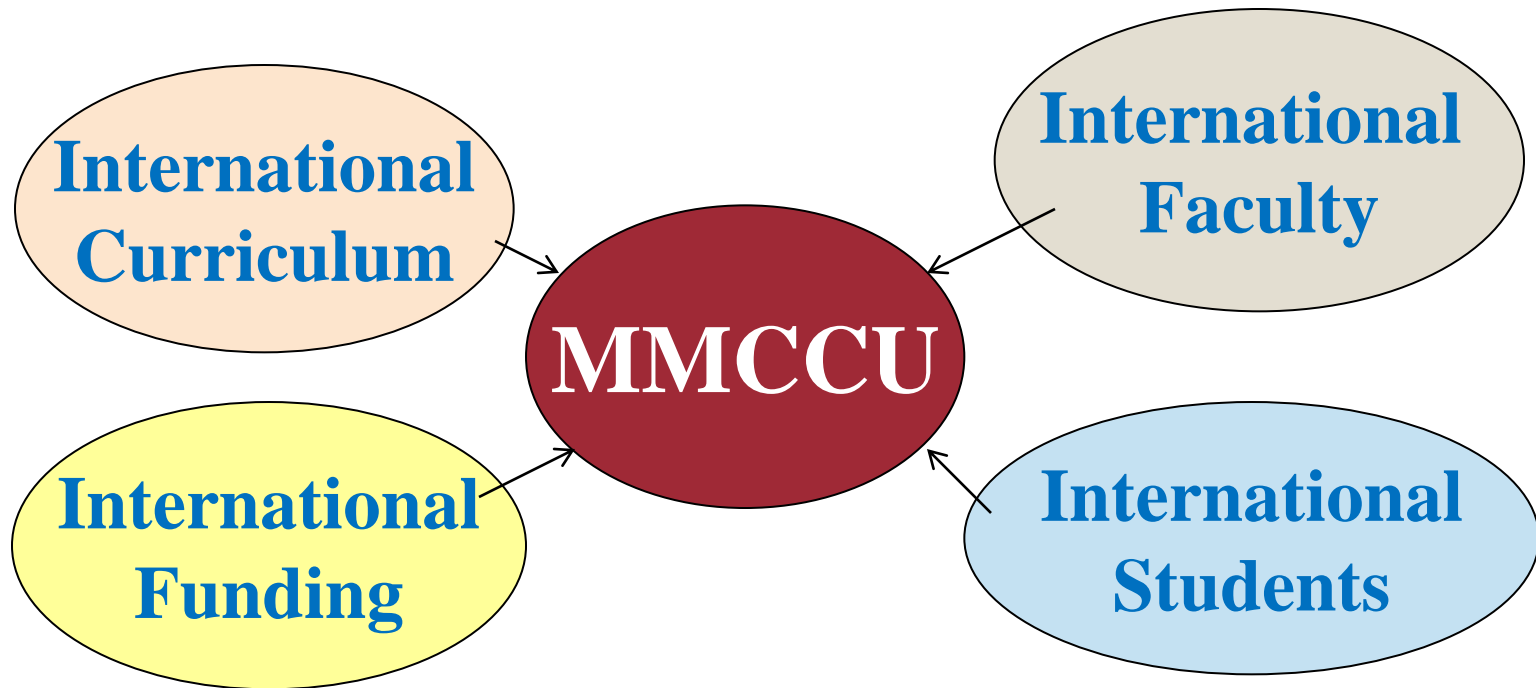 International
Curriculum
International
Faculty
MMCCU
International
Funding
International
Students